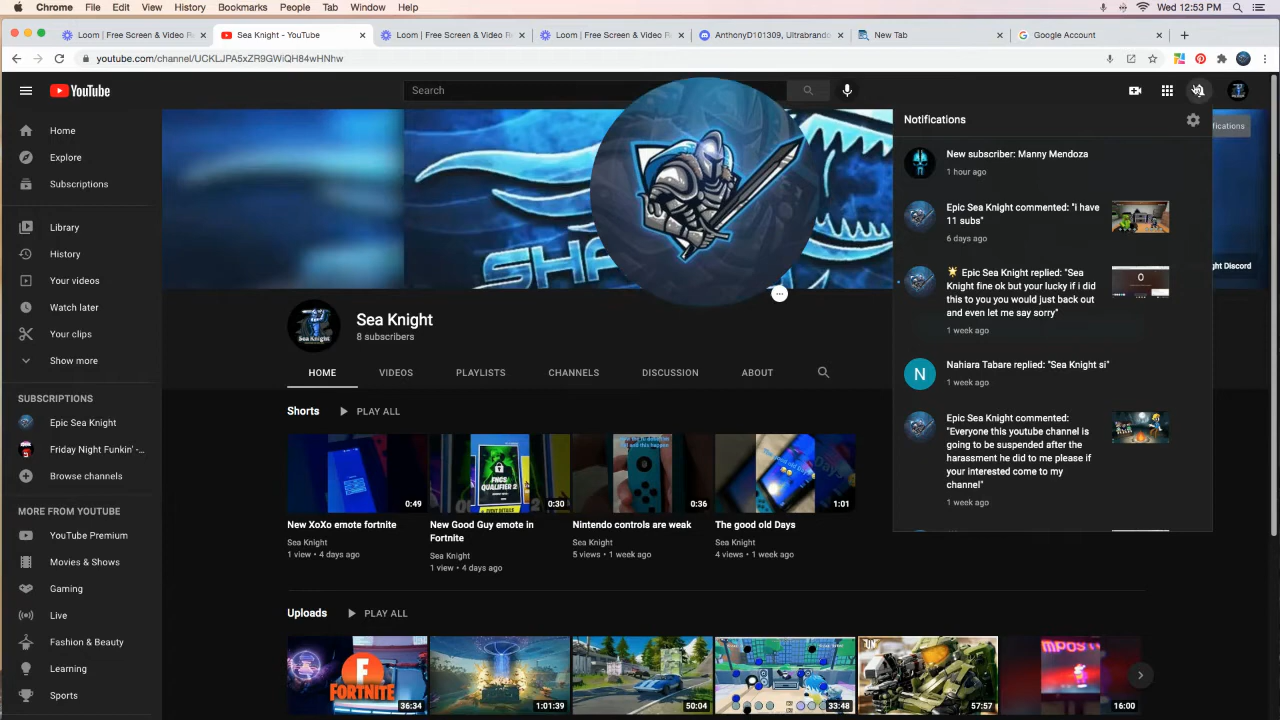 Chrome File Edit View History Bookmarks People Tab Window Help Wed 12:53 PM
Loom | Free Screen & Video Re Sea Knight - YouTube Loom | Free Screen & Video Re Loom | Free Screen & Video Re AnthonyD101309, Ultrabrando New Tab Google Account
youtube.com/channel/UCKLJPA5xZR9GWiQH84wHNhw
YouTube
Search
Home
Explore
Subscriptions
Library
History
Your videos
Watch later
Your clips
Show more
SUBSCRIPTIONS
Epic Sea Knight
Friday Night Funkin' -...
Browse channels
MORE FROM YOUTUBE
YouTube Premium
Movies & Shows
Gaming
Live
Fashion & Beauty
Learning
Sports
Sea Knight
8 subscribers
HOME VIDEOS PLAYLISTS CHANNELS DISCUSSION ABOUT
Shorts PLAY ALL
0:49
New XoXo emote fortnite
Sea Knight
1 view • 4 days ago
FNCS
QUALIFIER 2
0:30
New Good Guy emote in
Fortnite
Sea Knight
1 view • 4 days ago
0:36
Nintendo controls are weak
Sea Knight
5 views • 1 week ago
1:01
The good old Days
Sea Knight
4 views • 1 week ago
Uploads PLAY ALL
FORTNITE
36:34
1:01:39
50:04
33:48
57:57
16:00
Notifications
fications
New subscriber: Manny Mendoza
1 hour ago
Epic Sea Knight commented: "i have
11 subs"
6 days ago
Epic Sea Knight replied: "Sea
Knight fine ok but your lucky if i did
this to you you would just back out
and even let me say sorry"
1 week ago
N
Nahiara Tabare replied: "Sea Knight si"
1 week ago
Epic Sea Knight commented:
"Everyone this youtube channel is
going to be suspended after the
harassment he did to me please if
your interested come to my
channel"
1 week ago
ght Discord